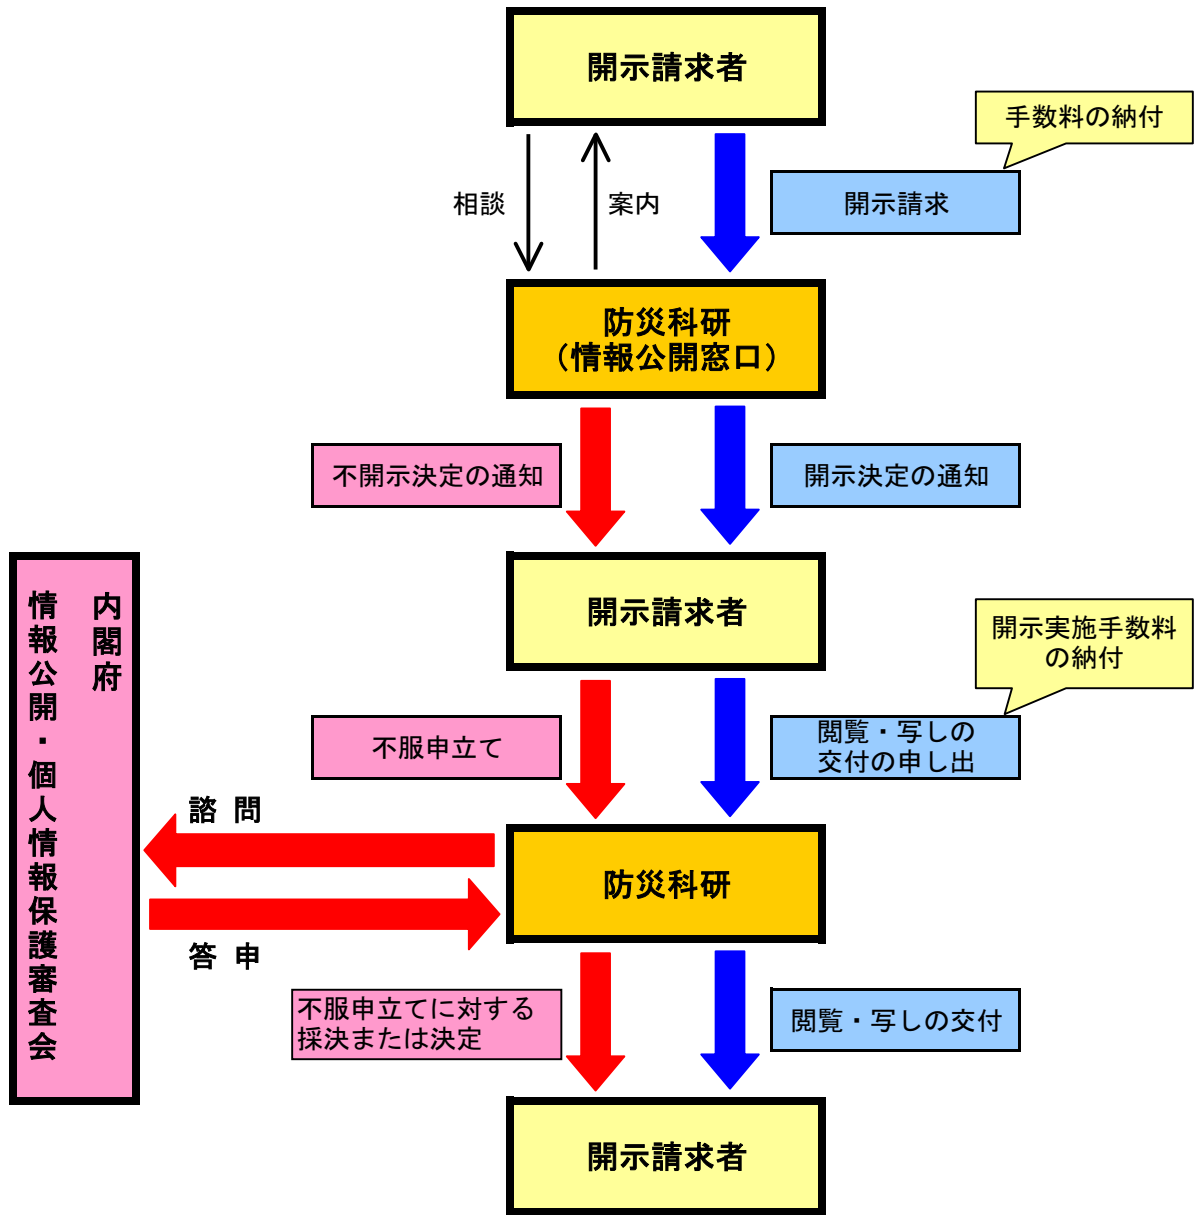 開示請求者
手数料の納付
相談
案内
開示請求
防災科研
（情報公開窓口）
不開示決定の通知
開示決定の通知
内閣府
情報公開・個人情報保護審査会
開示請求者
開示実施手数料
の納付
不服申立て
閲覧・写しの
交付の申し出
諮問
防災科研
答申
不服申立てに対する
採決または決定
閲覧・写しの交付
開示請求者